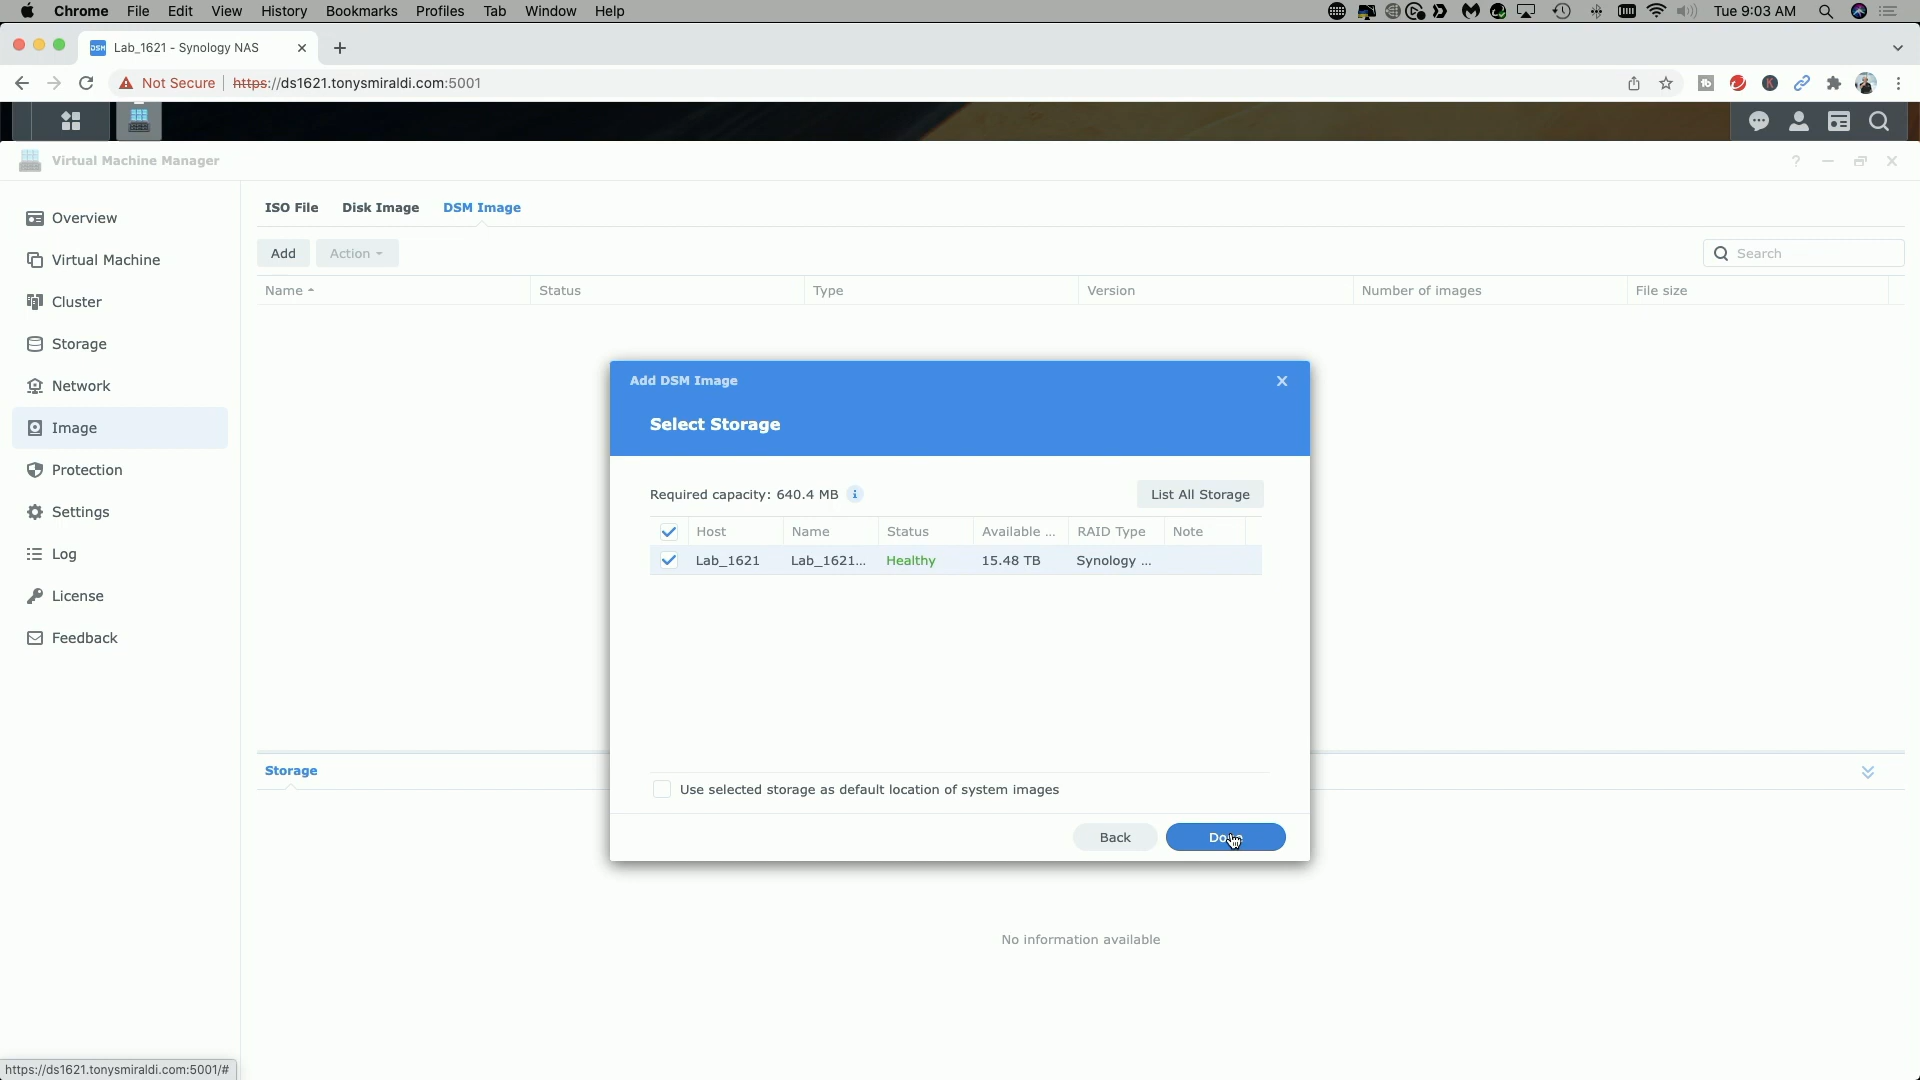 Chrome File Edit View History Bookmarks Profiles Tab Window Help Tue 9:03 AM
Lab_1621 - Synology NAS
Not Secure https://ds1621.tonysmiraldi.com:5001
Virtual Machine Manager
Overview
Virtual Machine
Cluster
Storage
Network
Image
Protection
Settings
Log
License
Feedback
ISO File Disk Image DSM Image
Add Action
Search
Name Status Type Version Number of images File size
Add DSM Image
Select Storage
Required capacity: 640.4 MB
List All Storage
Host Name Status Available ... RAID Type Note
Lab_1621 Lab_1621... Healthy 15.48 TB Synology ...
Use selected storage as default location of system images
Back
Storage
No information available
https://ds1621.tonysmiraldi.com:5001/#